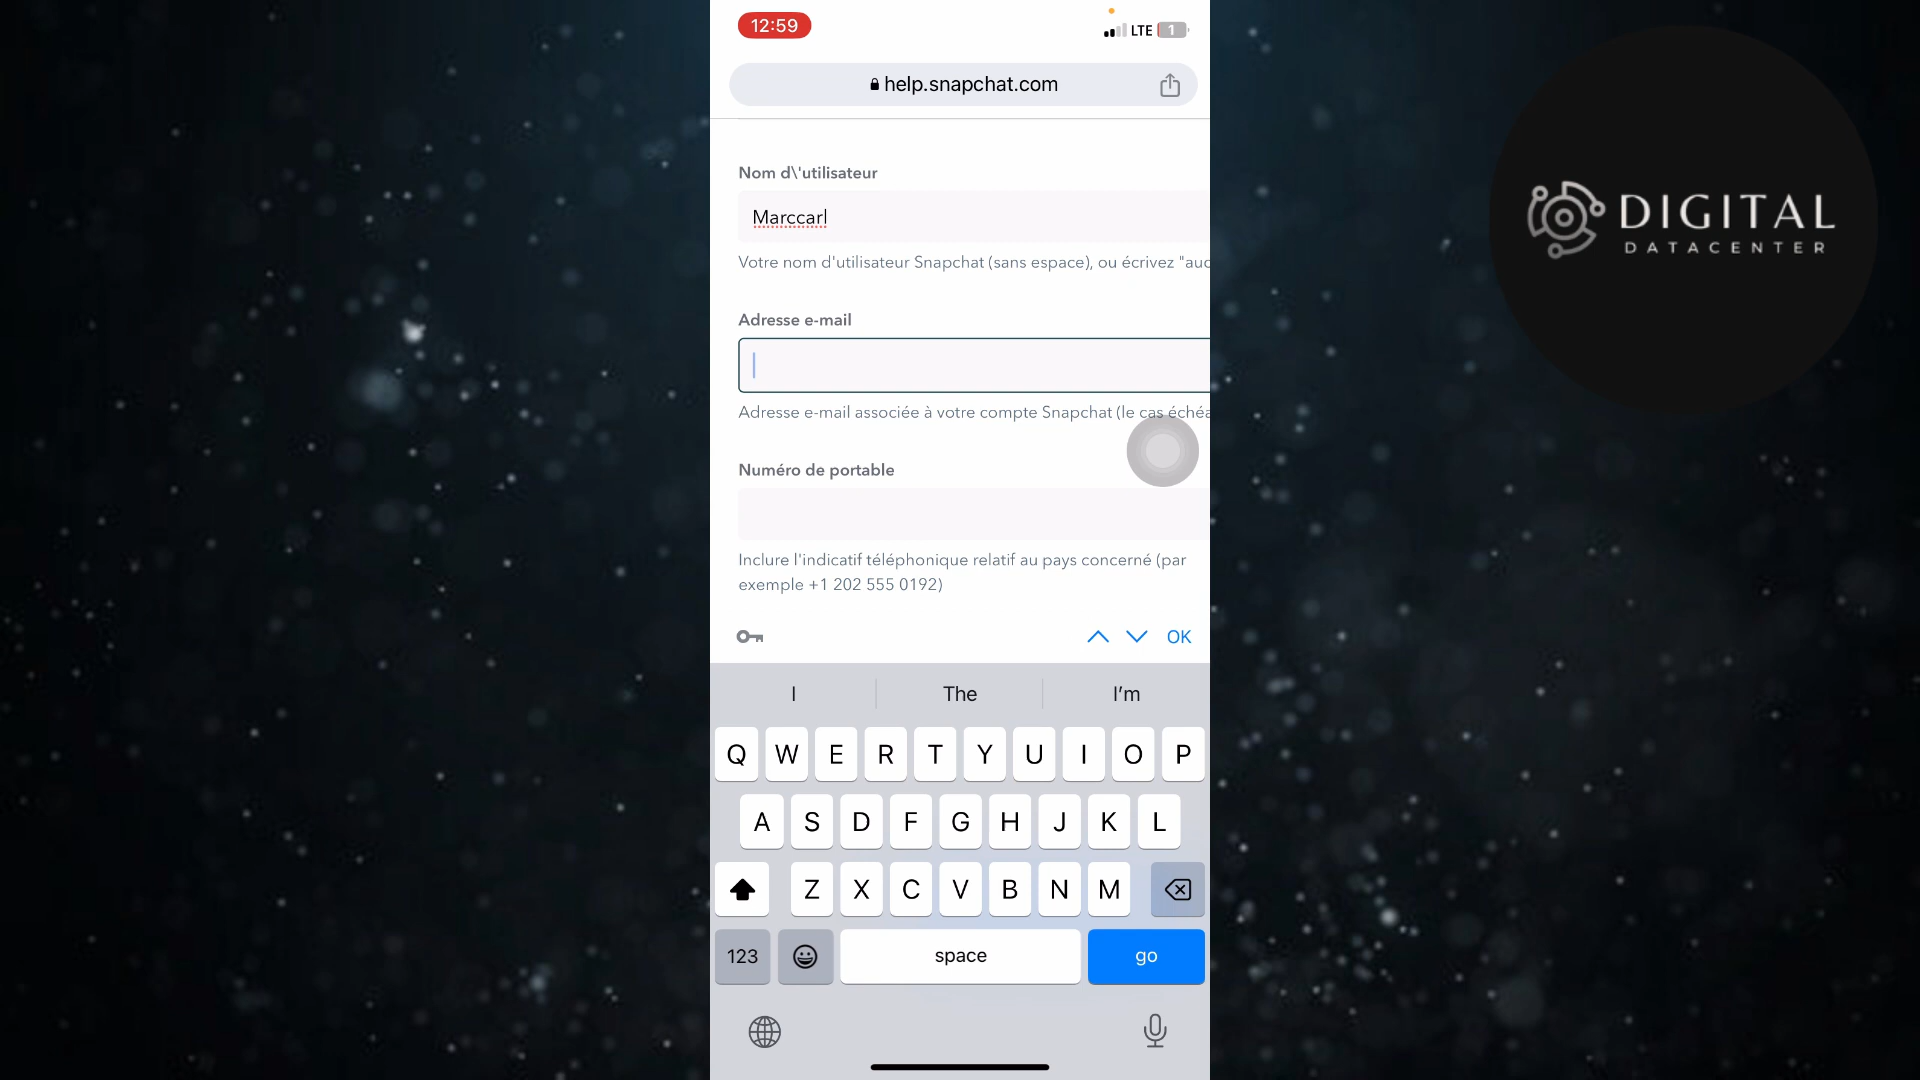 12:59
LTE 1
help.snapchat.com
Nom d\'utilisateur
Marccarl
Votre nom d'utilisateur Snapchat (sans espace), ou écrivez "auc
Adresse e-mail
Adresse e-mail associée à votre compte Snapchat (le cas échéa
Numéro de portable
Inclure l'indicatif téléphonique relatif au pays concerné (par
exemple +1 202 555 0192)
OK
I The I'm
Q W E R T Y U I O P
A S D F G H J K L
Z X C V B N M
123 space go
DIGITAL
DATACENTER